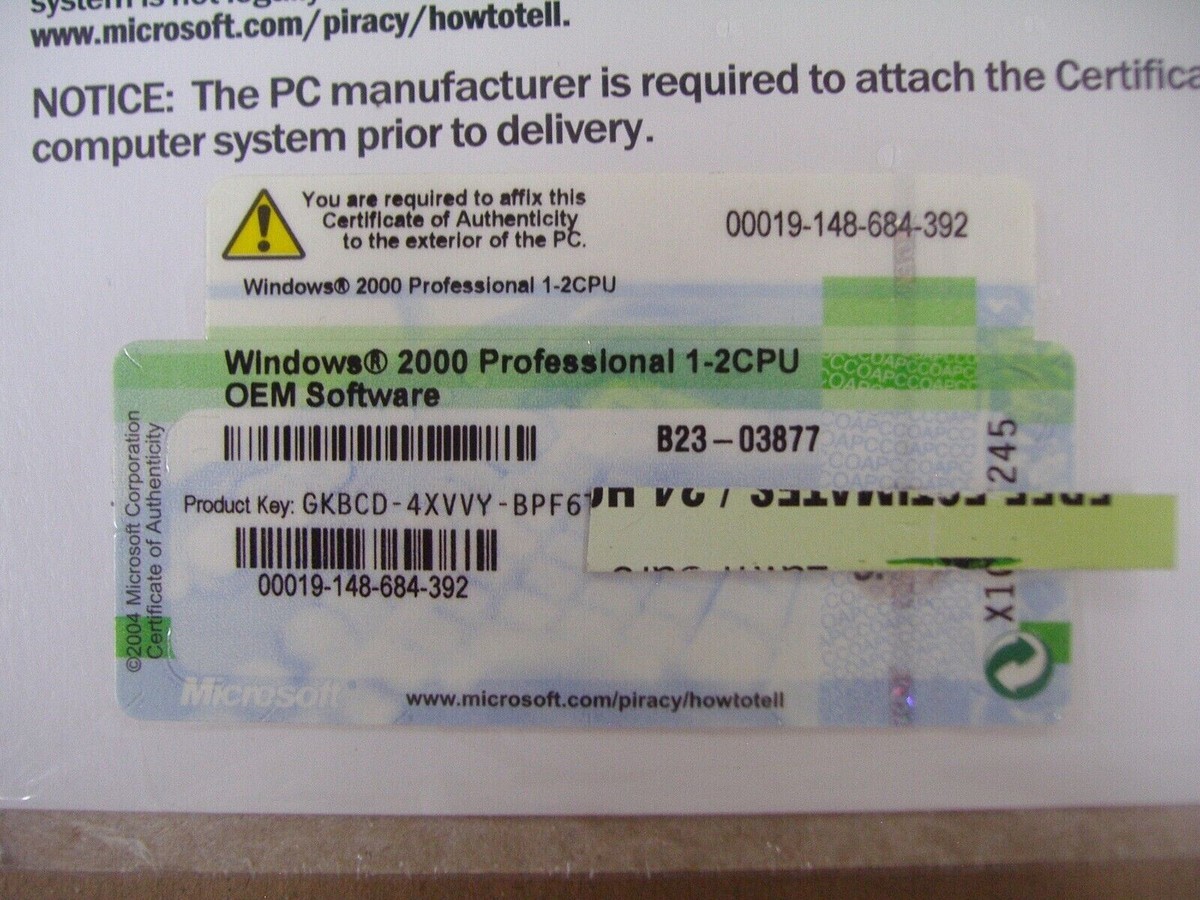 www.microsoft.com/piracy/howtotell.
NOTICE: The PC manufacturer is required to attach the
computer system prior to delivery.
You are required to affix this
Certificate of Authenticity
to the exterior of the PC.
00019-148-684-392
Windows® 2000 Professional 1-2CPU
Windows® 2000 Professional 1-2CPU
OEM Software
B23-03877
Product Key: GKBCD-4XVVY-BPF6
00019-148-684-392
©2004 Microsoft Corporation
Certificate of Authenticity
Microsoft®
www.microsoft.com/piracy/howtotell